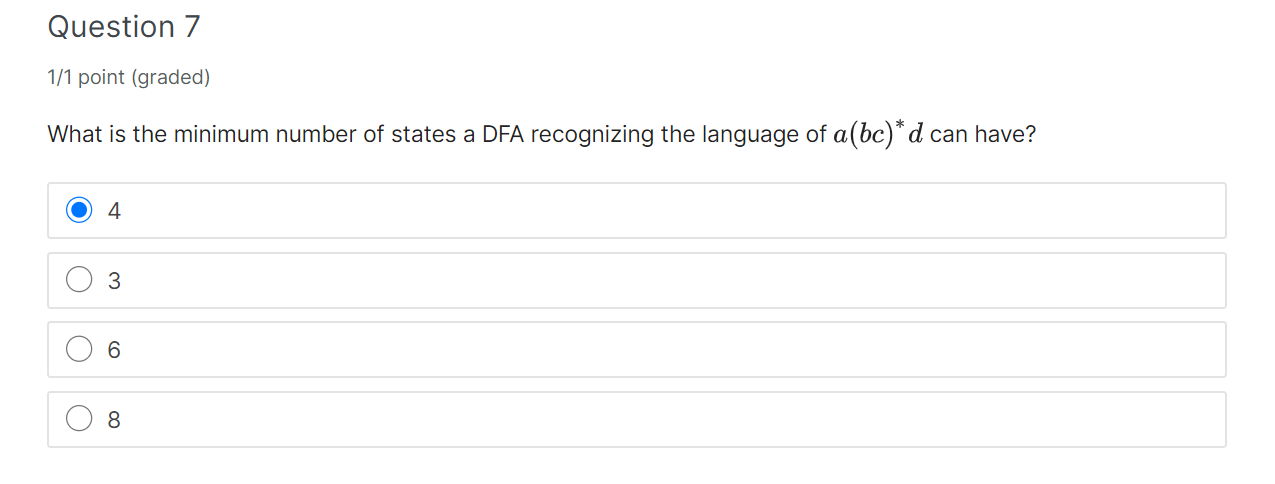 Question 7
1/1 point (graded)
What is the minimum number of states a DFA recognizing the language of a(bc)*d can have?
4
3
6
8